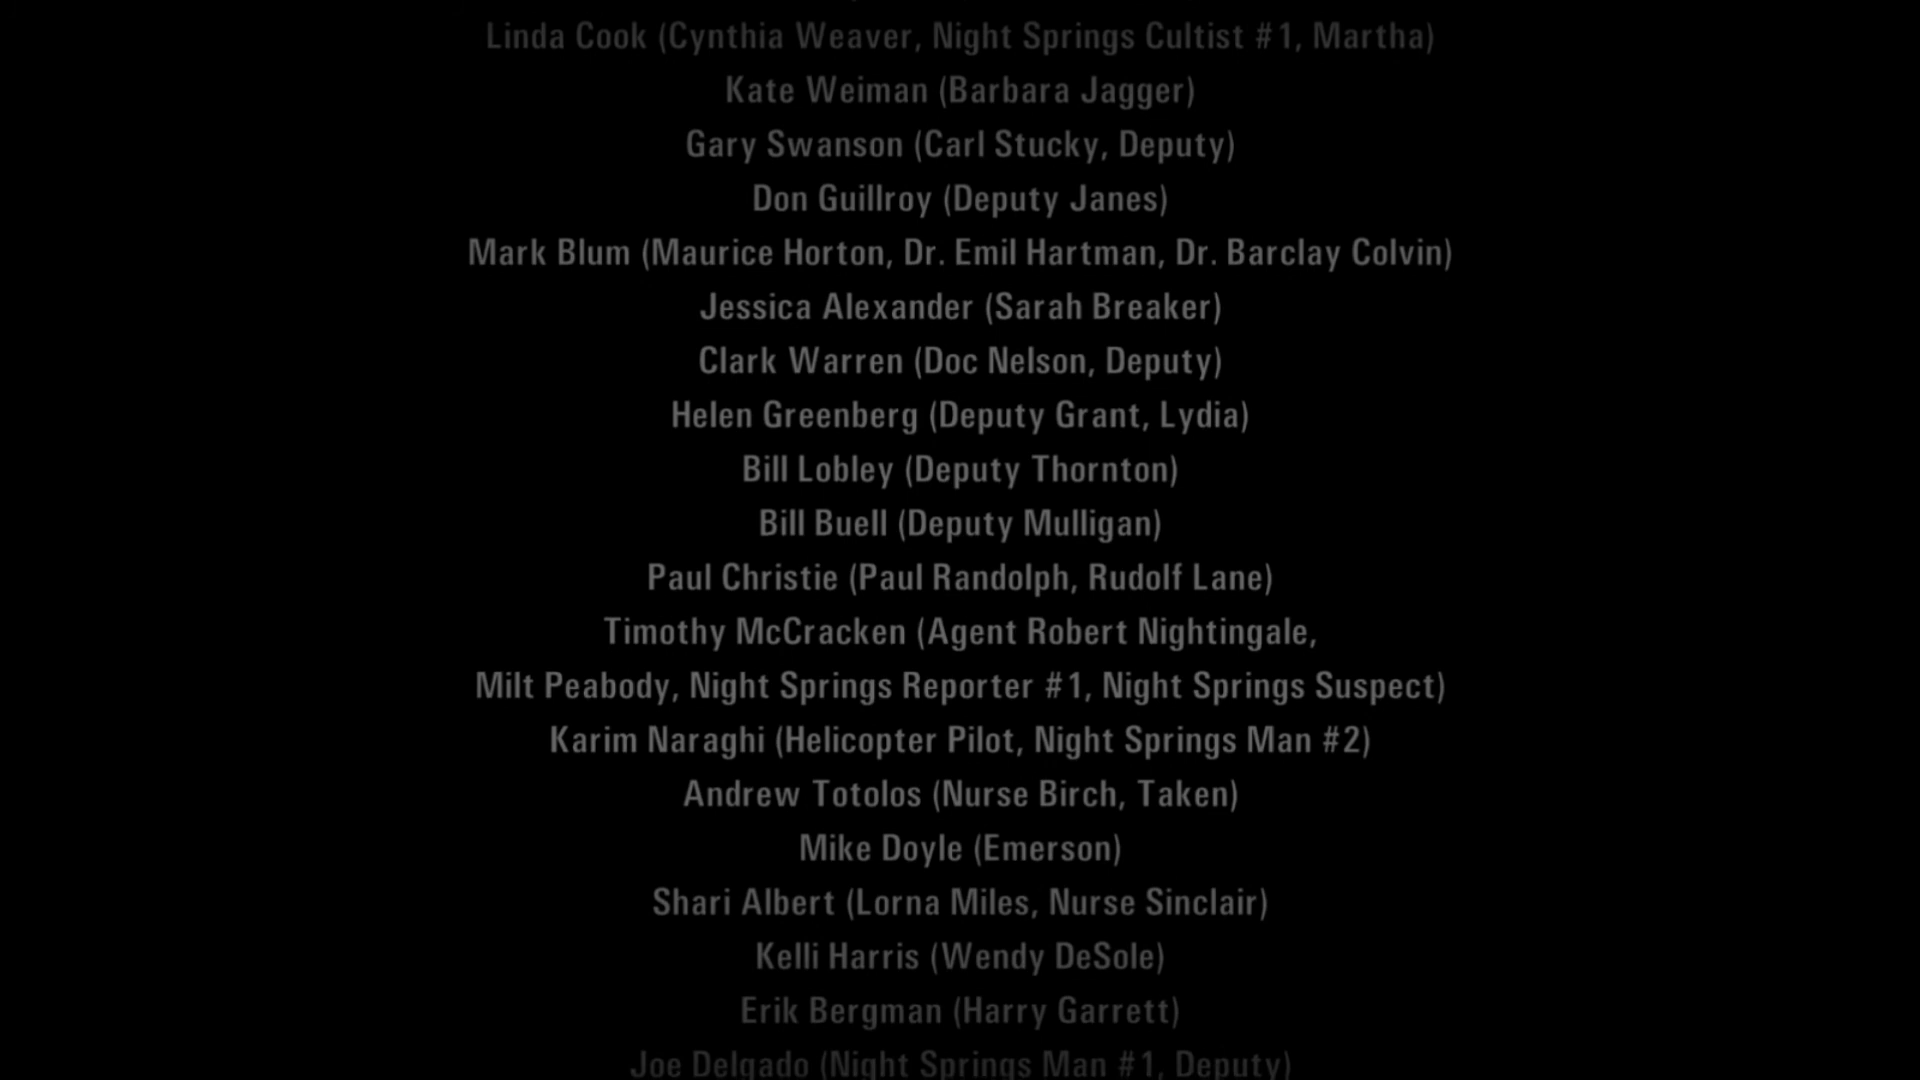 Linda Cook (Cynthia Weaver, Night Springs Cultist #1, Martha)
Kate Weiman (Barbara Jagger)
Gary Swanson (Carl Stucky, Deputy)
Don Guillroy (Deputy Janes)
Mark Blum (Maurice Horton, Dr. Emil Hartman, Dr. Barclay Colvin)
Jessica Alexander (Sarah Breaker)
Clark Warren (Doc Nelson, Deputy)
Helen Greenberg (Deputy Grant, Lydia)
Bill Lobley (Deputy Thornton)
Bill Buell (Deputy Mulligan)
Paul Christie (Paul Randolph, Rudolf Lane)
Timothy McCracken (Agent Robert Nightingale,
Milt Peabody, Night Springs Reporter #1, Night Springs Suspect)
Karim Naraghi (Helicopter Pilot, Night Springs Man #2)
Andrew Totolos (Nurse Birch, Taken)
Mike Doyle (Emerson)
Shari Albert (Lorna Miles, Nurse Sinclair)
Kelli Harris (Wendy DeSole)
Erik Bergman (Harry Garrett)
Joe Delgado (Night Springs Man #1, Deputy)